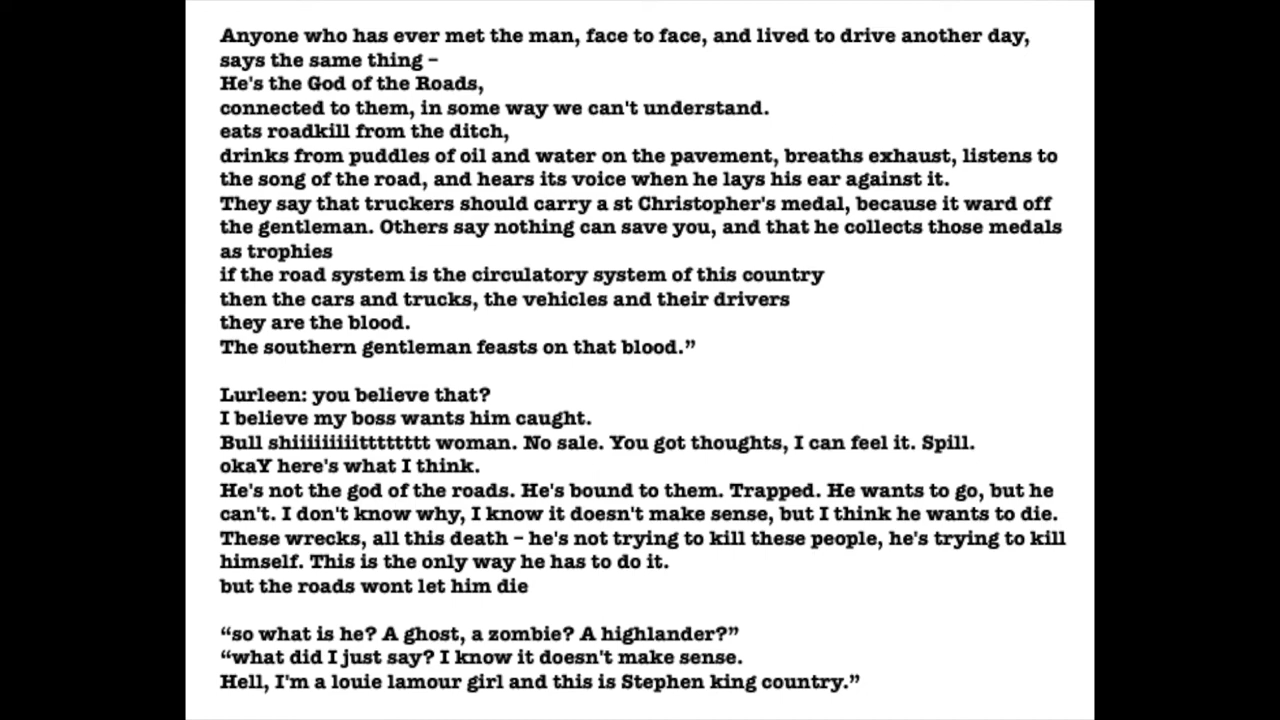 Anyone who has ever met the man, face to face, and lived to drive another day,
says the same thing –
He's the God of the Roads,
connected to them, in some way we can't understand.
eats roadkill from the ditch,
drinks from puddles of oil and water on the pavement, breaths exhaust, listens to
the song of the road, and hears its voice when he lays his ear against it.
They say that truckers should carry a st Christopher's medal, because it ward off
the gentleman. Others say nothing can save you, and that he collects those medals
as trophies
if the road system is the circulatory system of this country
then the cars and trucks, the vehicles and their drivers
they are the blood.
The southern gentleman feasts on that blood.”
Lurleen: you believe that?
I believe my boss wants him caught.
Bull shiiiiiiiiitttttttt woman. No sale. You got thoughts, I can feel it. Spill.
okaY here's what I think.
He's not the god of the roads. He's bound to them. Trapped. He wants to go, but he
can't. I don't know why, I know it doesn't make sense, but I think he wants to die.
These wrecks, all this death – he's not trying to kill these people, he's trying to kill
himself. This is the only way he has to do it.
but the roads wont let him die
“so what is he? A ghost, a zombie? A highlander?”
“what did I just say? I know it doesn't make sense.
Hell, I'm a louie lamour girl and this is Stephen king country.”